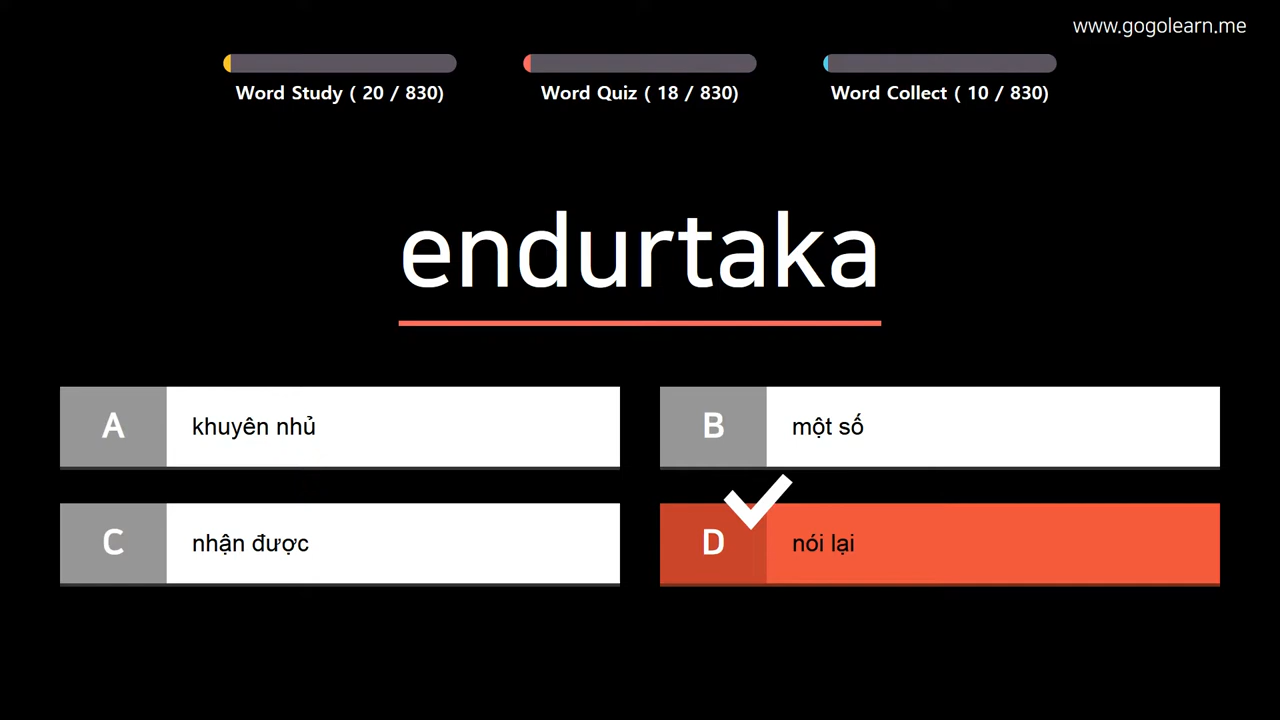 www.gogolearn.me
Word Study ( 20 / 830)
Word Quiz ( 18 / 830)
Word Collect ( 10 / 830)
endurtaka
A khuyên nhủ
B một số
C nhận được
D nói lại